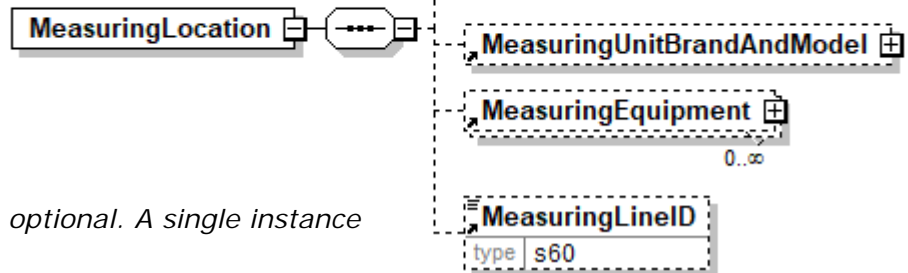 MeasuringLocation
MeasuringUnitBrandAndModel
MeasuringEquipment
0..∞
optional. A single instance
MeasuringLineID
type s60